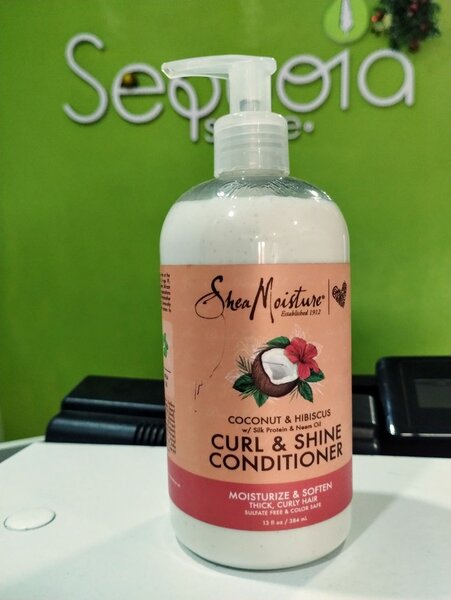 Sequoia
SheaMoisture®
Established 1912
COCONUT & HIBISCUS
w/ Silk Protein & Neem Oil
CURL & SHINE
CONDITIONER
MOISTURIZE & SOFTEN
THICK, CURLY HAIR
SULFATE FREE & COLOR SAFE
13 fl oz / 384 mL